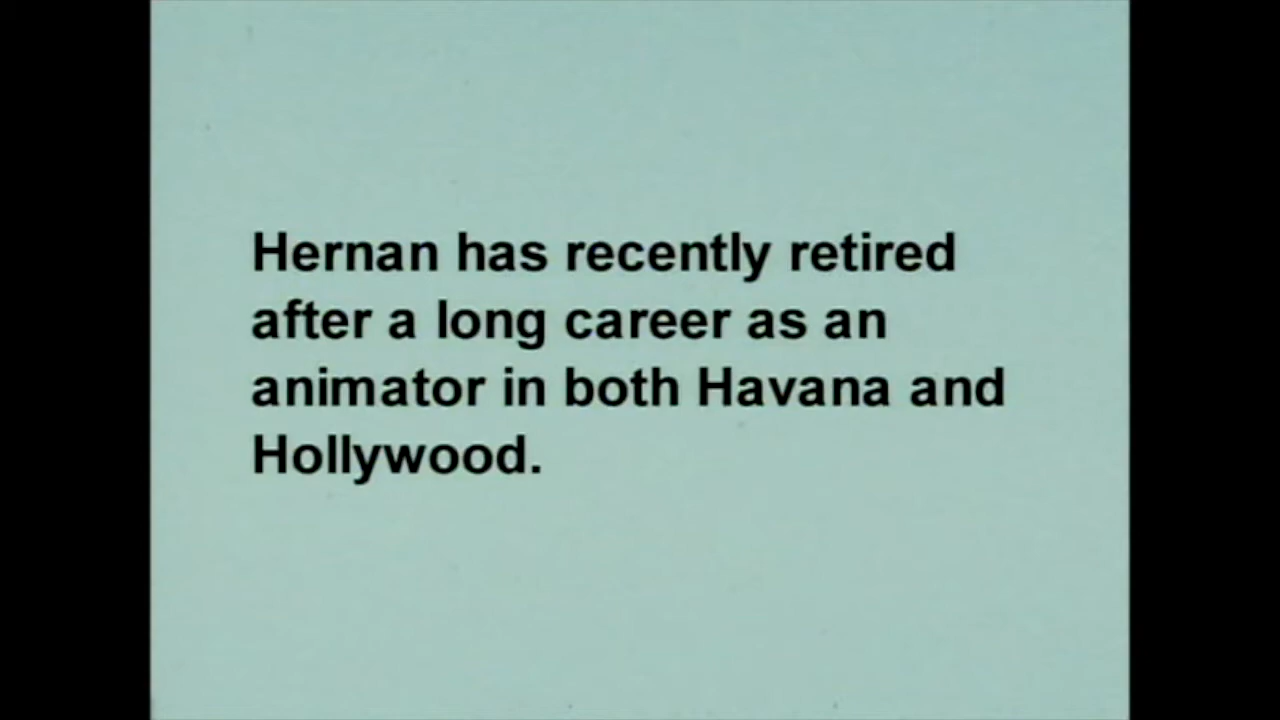 Hernan has recently retired
after a long career as an
animator in both Havana and
Hollywood.